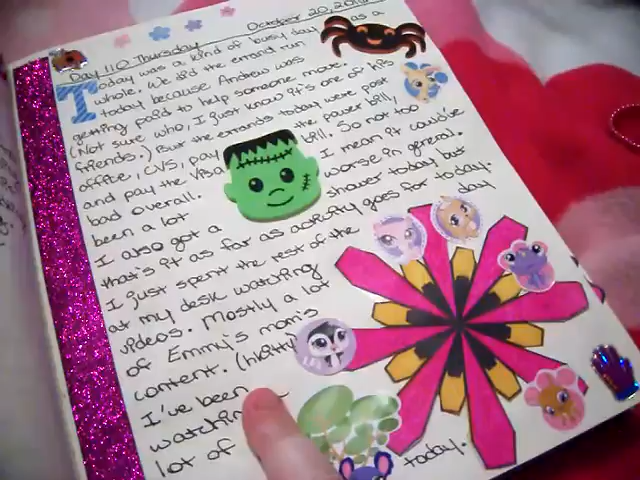 October 20, 20
Day 110 Thursday
Today was a kind of busy day as a
whole. We did the errand run
today because Andrew was
getting paid to help someone move
(Not sure who, I just know it's one of his
friends.) But the errands today were post
office, CVS, pay the power bill,
and pay the VISA bill. So not too
bad overall. I mean it could've
been a lot worse in general.
I also got a shower today but
that's it as far as activity goes for today.
I just spent the rest of the day
at my desk watching
videos. Mostly a lot
of Emmy's mom's
content.
I've been
watching
lot of today.